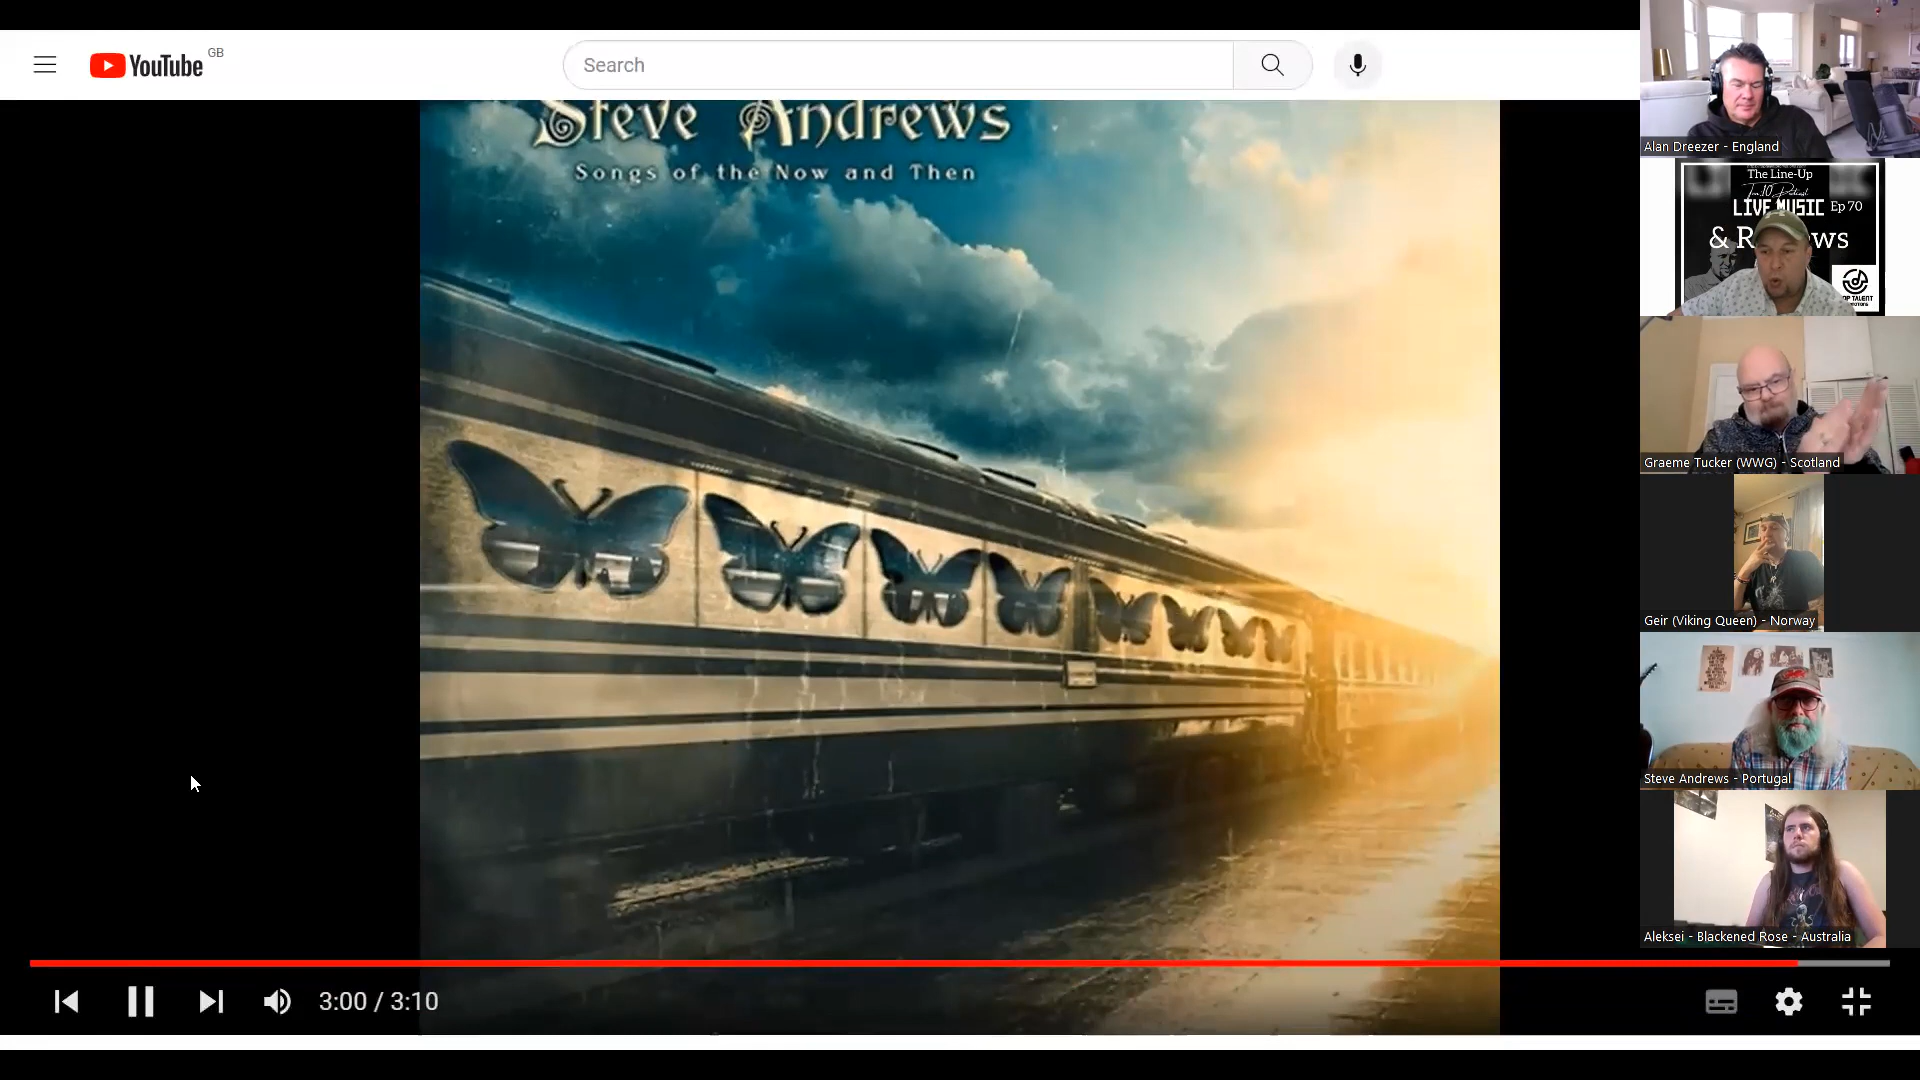 YouTube GB
Search
Steve Andrews
Songs of the Now and Then
3:00 / 3:10
Alan Dreezer - England
The Line-Up
LIVE MUSIC Ep 70
Graeme Tucker (WWG) - Scotland
Geir (Viking Queen) - Norway
Steve Andrews - Portugal
Aleksei - Blackened Rose - Australia